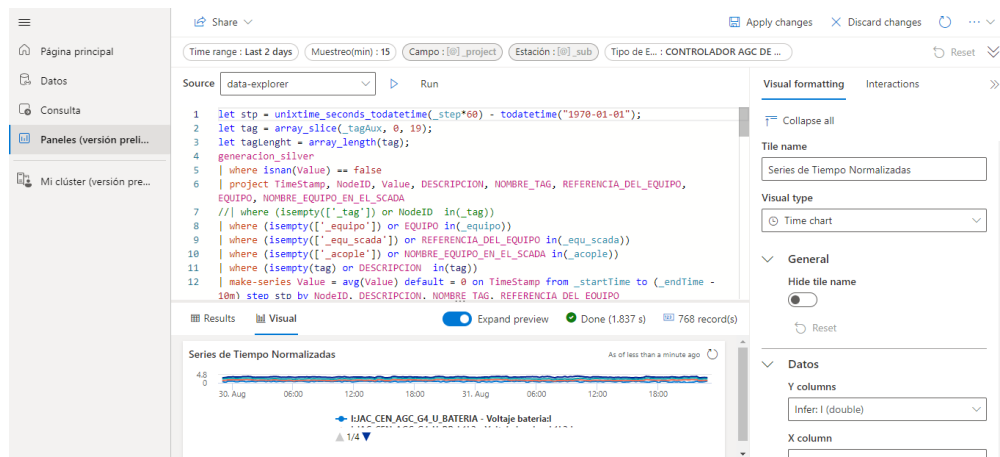 Share
Apply changes
Discard changes
Página principal
Datos
Consulta
Paneles (versión preli...
Mi clúster (versión pre...
Time range : Last 2 days
Muestreo(min) : 15
Campo : [@] _project
Estación : [@] _sub
Tipo de E... : CONTROLADOR AGC DE ...
Reset
Source
data-explorer
Run
1 let stp = unixtime_seconds_todatetime(_step*60) - todatetime("1970-01-01");
2 let tag = array_slice(_tagAux, 0, 19);
3 let tagLenght = array_length(tag);
4 generacion_silver
5 | where isnan(Value) == false
6 | project TimeStamp, NodeID, Value, DESCRIPCION, NOMBRE_TAG, REFERENCIA_DEL_EQUIPO,
EQUIPO, NOMBRE_EQUIPO_EN_EL_SCADA
7 //| where (isempty(['_tag']) or NodeID in(_tag))
8 | where (isempty(['_equipo']) or EQUIPO in(_equipo))
9 | where (isempty(['_equ_scada']) or REFERENCIA_DEL_EQUIPO in(_equ_scada))
10 | where (isempty(['_acople']) or NOMBRE_EQUIPO_EN_EL_SCADA in(_acople))
11 | where (isempty(tag) or DESCRIPCION in(tag))
12 | make-series Value = avg(Value) default = 0 on TimeStamp from _startTime to (_endTime -
10m) step stp by NodeID, DESCRIPCION, NOMBRE_TAG, REFERENCIA_DEL_EQUIPO
Results
Visual
Expand preview
Done (1.837 s)
768 record(s)
Series de Tiempo Normalizadas
As of less than a minute ago
4.8
0
30. Aug 06:00 12:00 18:00 31. Aug 06:00 12:00 18:00
I:JAC_CEN_AGC_G4_U_BATERIA - Voltaje bateria:I
1/4
Visual formatting
Interactions
Collapse all
Tile name
Series de Tiempo Normalizadas
Visual type
Time chart
General
Hide tile name
Reset
Datos
Y columns
Infer: I (double)
X column